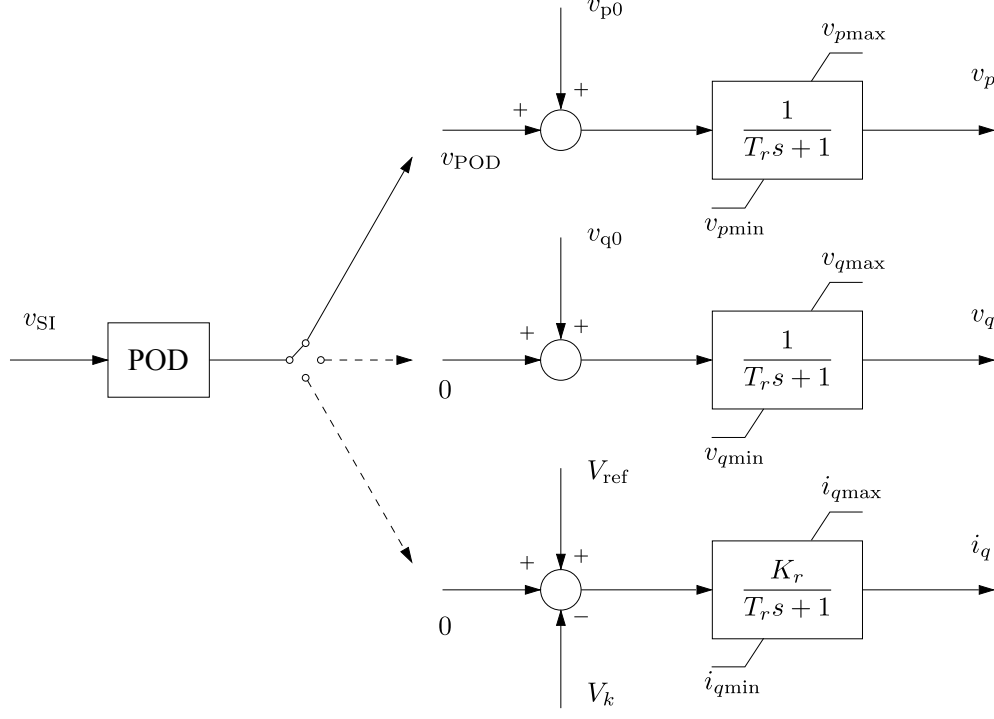 v_p0
v_pmax
+
+
1
T_r s + 1
v_p
v_POD
v_pmin
v_q0
v_qmax
v_SI
+
+
1
T_r s + 1
v_q
POD
0
v_qmin
V_ref
i_qmax
+
+
K_r
T_r s + 1
i_q
0
−
i_qmin
V_k